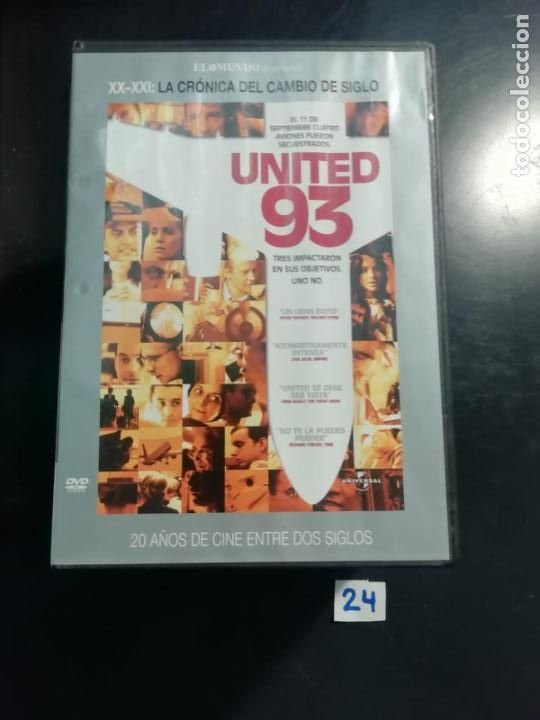 EL MUNDO
XX-XXI: LA CRÓNICA DEL CAMBIO DE SIGLO
EL 11 DE
SEPTIEMBRE CUATRO
AVIONES FUERON
SECUESTRADOS.
UNITED
93
TRES IMPACTARON
EN SUS OBJETIVOS.
UNO NO.
"UN GRAN ÉXITO"
"ASOMBROSAMENTE
INTENSA"
"UNITED 93 DEBE
SER VISTA"
"NO TE LA PUEDES
PERDER"
DVD
VIDEO
UNIVERSAL
20 AÑOS DE CINE ENTRE DOS SIGLOS
24
todocoleccion.net